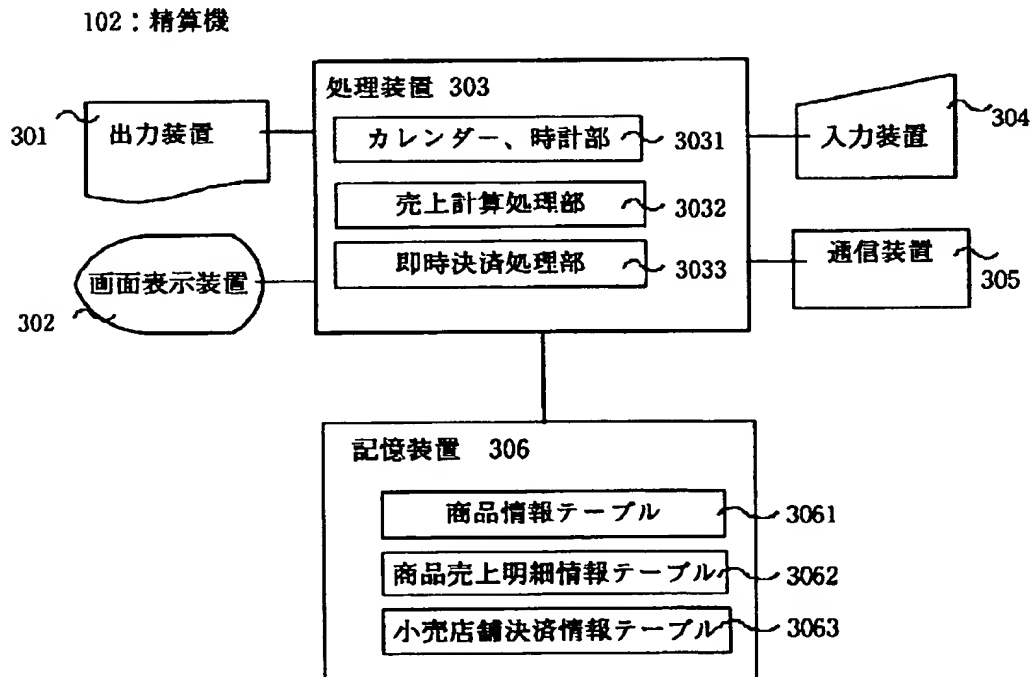 102：精算機
処理装置 303
301
出力装置
カレンダー、時計部
3031
入力装置
304
売上計算処理部
3032
画面表示装置
302
即時決済処理部
3033
通信装置
305
記憶装置 306
商品情報テーブル
3061
商品売上明細情報テーブル
3062
小売店舗決済情報テーブル
3063